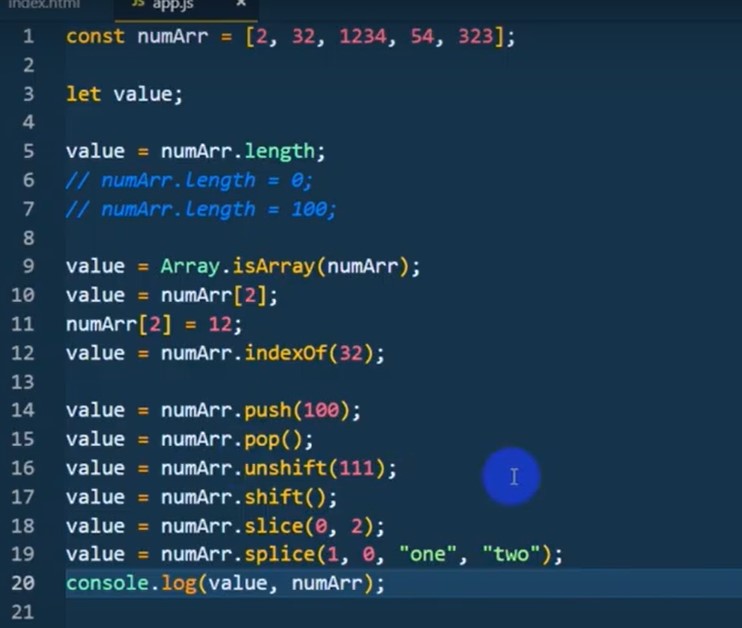 index.html JS app.js ×
1 const numArr = [2, 32, 1234, 54, 323];
2
3 let value;
4
5 value = numArr.length;
6 // numArr.length = 0;
7 // numArr.length = 100;
8
9 value = Array.isArray(numArr);
10 value = numArr[2];
11 numArr[2] = 12;
12 value = numArr.indexOf(32);
13
14 value = numArr.push(100);
15 value = numArr.pop();
16 value = numArr.unshift(111);
17 value = numArr.shift();
18 value = numArr.slice(0, 2);
19 value = numArr.splice(1, 0, "one", "two");
20 console.log(value, numArr);
21